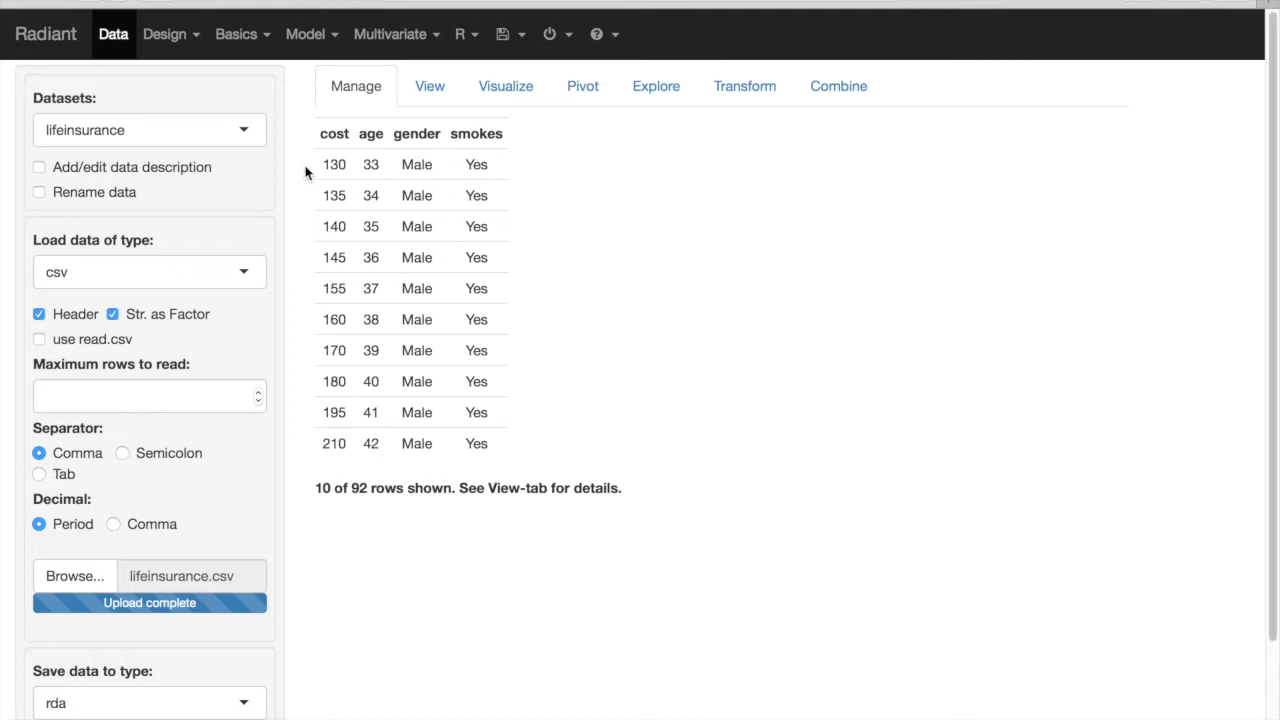 Radiant Data Design Basics Model Multivariate R
Manage View Visualize Pivot Explore Transform Combine
Datasets:
lifeinsurance
Add/edit data description
Rename data
Load data of type:
csv
Header Str. as Factor
use read.csv
Maximum rows to read:
Separator:
Comma Semicolon
Tab
Decimal:
Period Comma
Browse... lifeinsurance.csv
Upload complete
Save data to type:
rda
cost age gender smokes
130 33 Male Yes
135 34 Male Yes
140 35 Male Yes
145 36 Male Yes
155 37 Male Yes
160 38 Male Yes
170 39 Male Yes
180 40 Male Yes
195 41 Male Yes
210 42 Male Yes
10 of 92 rows shown. See View-tab for details.